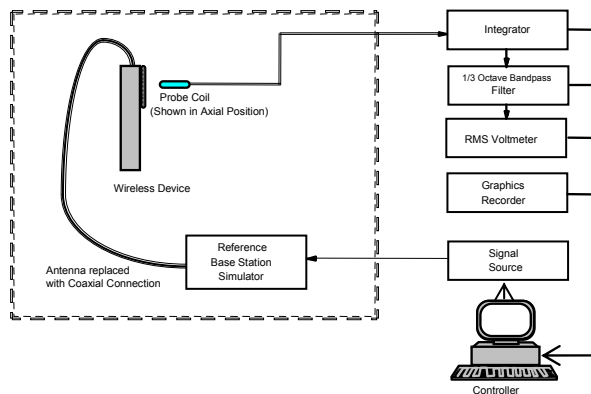 Integrator
1/3 Octave Bandpass
Filter
RMS Voltmeter
Graphics
Recorder
Signal
Source
Controller
Probe Coil
(Shown in Axial Position)
Wireless Device
Antenna replaced
with Coaxial Connection
Reference
Base Station
Simulator